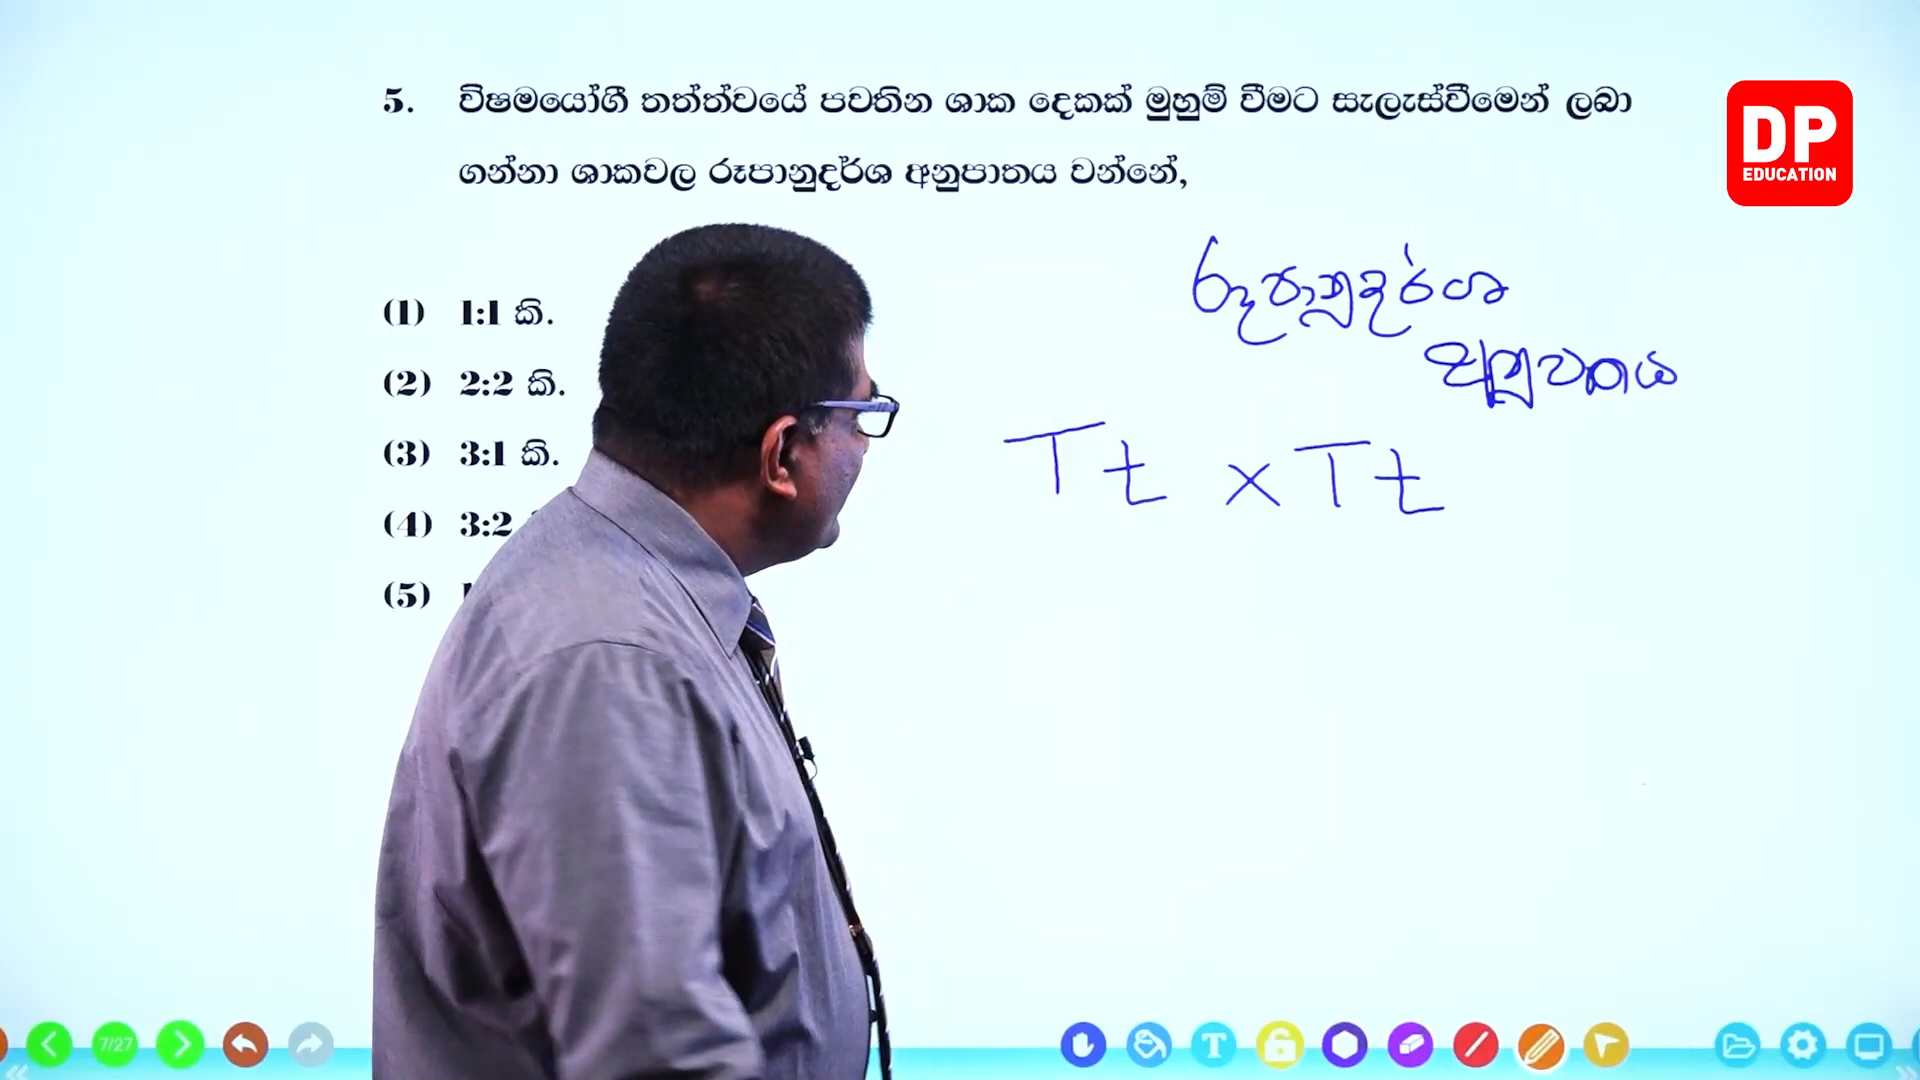 5. විෂමයෝගී තත්ත්වයේ පවතින ශාක දෙකක් මුහුම් වීමට සැලැස්වීමෙන් ලබා
ගන්නා ශාකවල රූපානුදර්ශ අනුපාතය වන්නේ,
DP
EDUCATION
රූපානුදර්ශ
අනුපාතය
(1) 1:1 කි.
(2) 2:2 කි.
(3) 3:1 කි.
(4) 3:2
(5)
Tt × Tt
7/27
T